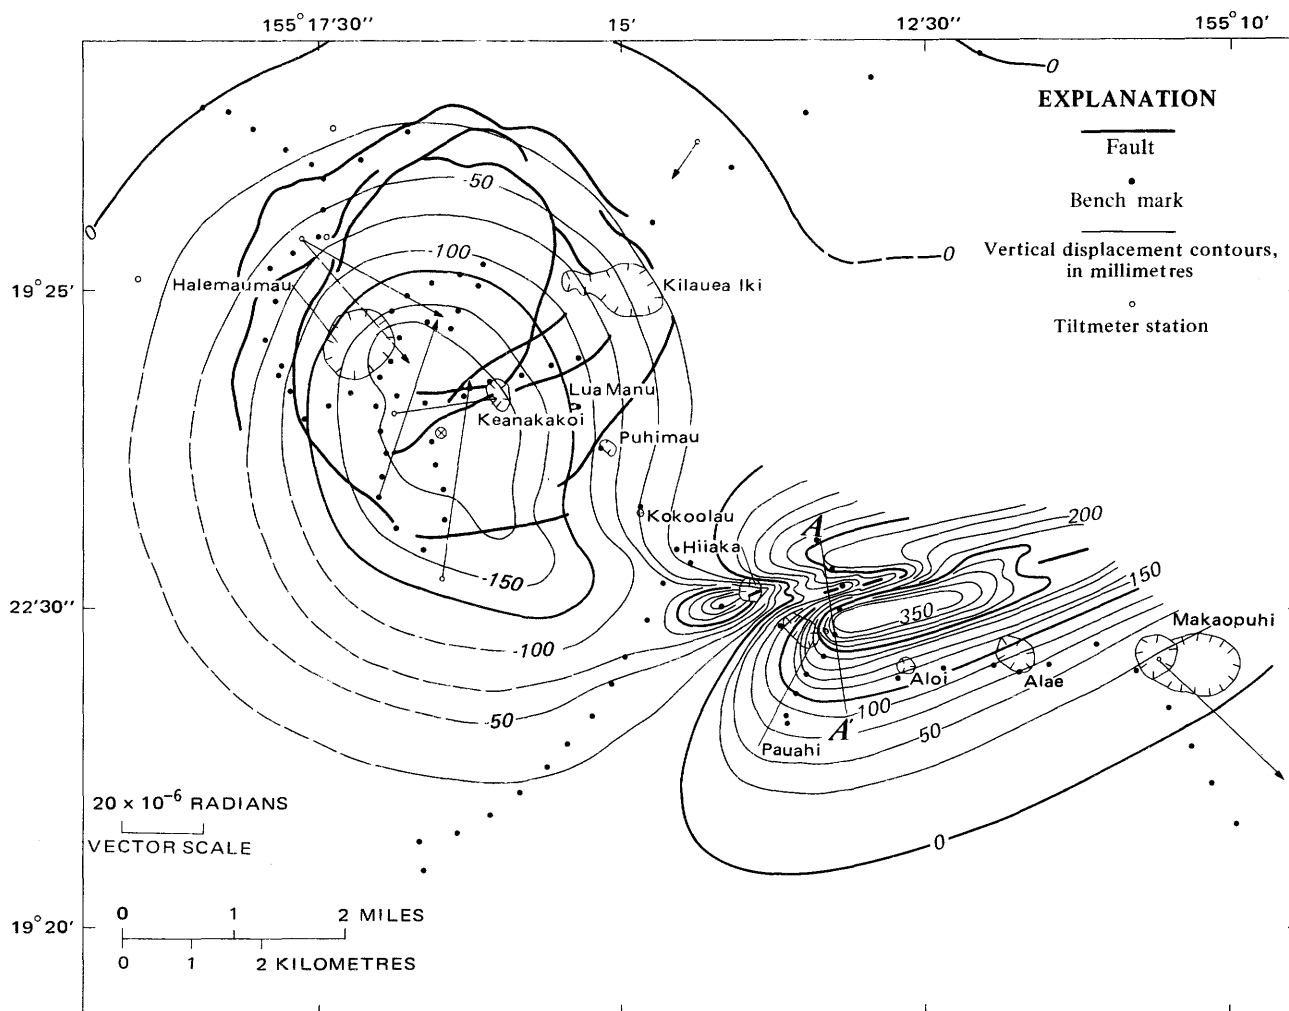 155° 17′30″ 15′ 12′30″ 155° 10′
0
EXPLANATION
Fault
Bench mark
Vertical displacement contours,
in millimetres
Tiltmeter station
-50
0
-100
0
19° 25′
Halemaumau
Kilauea Iki
Lua Manu
Keanakakoi
Puhimau
Kokoolau
A
200
Hiiaka
-150
150
22′30″
350
Makaopuhi
-100
Aloi
Alae
-50
100
50
A′
Pauahi
20 × 10⁻⁶ RADIANS
VECTOR SCALE
0
0 1 2 MILES
19° 20′
0 1 2 KILOMETRES